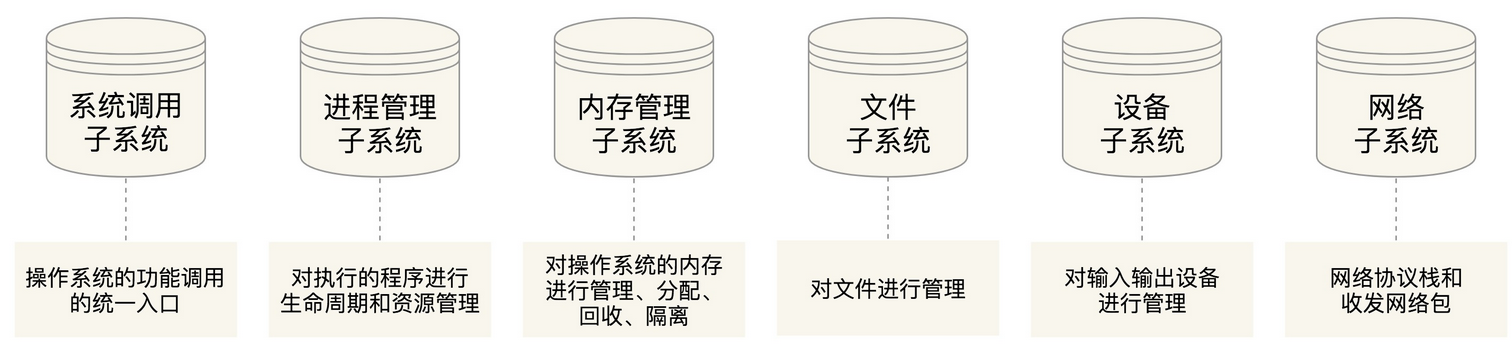 系统调用
子系统
进程管理
子系统
内存管理
子系统
文件
子系统
设备
子系统
网络
子系统
操作系统的功能调用
的统一入口
对执行的程序进行
生命周期和资源管理
对操作系统的内存
进行管理、分配、
回收、隔离
对文件进行管理
对输入输出设备
进行管理
网络协议栈和
收发网络包